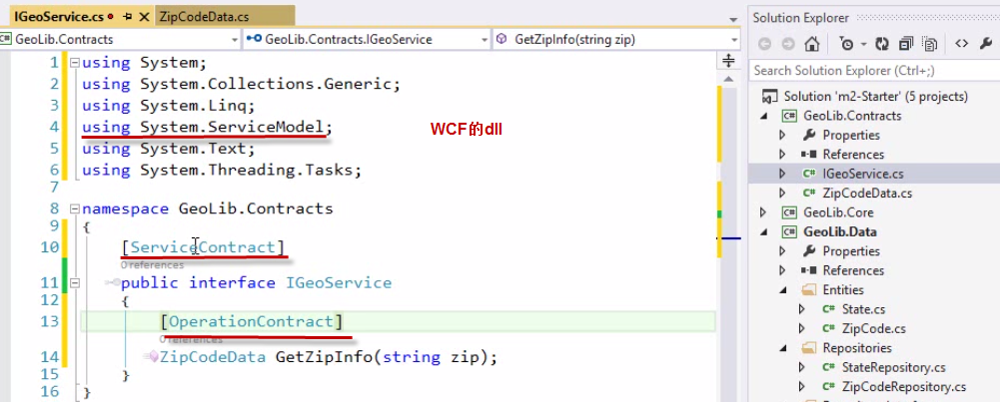 IGeoService.cs
ZipCodeData.cs
GeoLib.Contracts
GeoLib.Contracts.IGeoService
GetZipInfo(string zip)
1 using System;
2 using System.Collections.Generic;
3 using System.Linq;
4 using System.ServiceModel;
WCF的dll
5 using System.Text;
6 using System.Threading.Tasks;
7
8 namespace GeoLib.Contracts
9 {
10 [ServiceContract]
0 references
11 public interface IGeoService
12 {
13 [OperationContract]
0 references
14 ZipCodeData GetZipInfo(string zip);
15 }
16 }
Solution Explorer
Search Solution Explorer (Ctrl+;)
Solution 'm2-Starter' (5 projects)
GeoLib.Contracts
Properties
References
IGeoService.cs
ZipCodeData.cs
GeoLib.Core
GeoLib.Data
Properties
References
Entities
State.cs
ZipCode.cs
Repositories
StateRepository.cs
ZipCodeRepository.cs